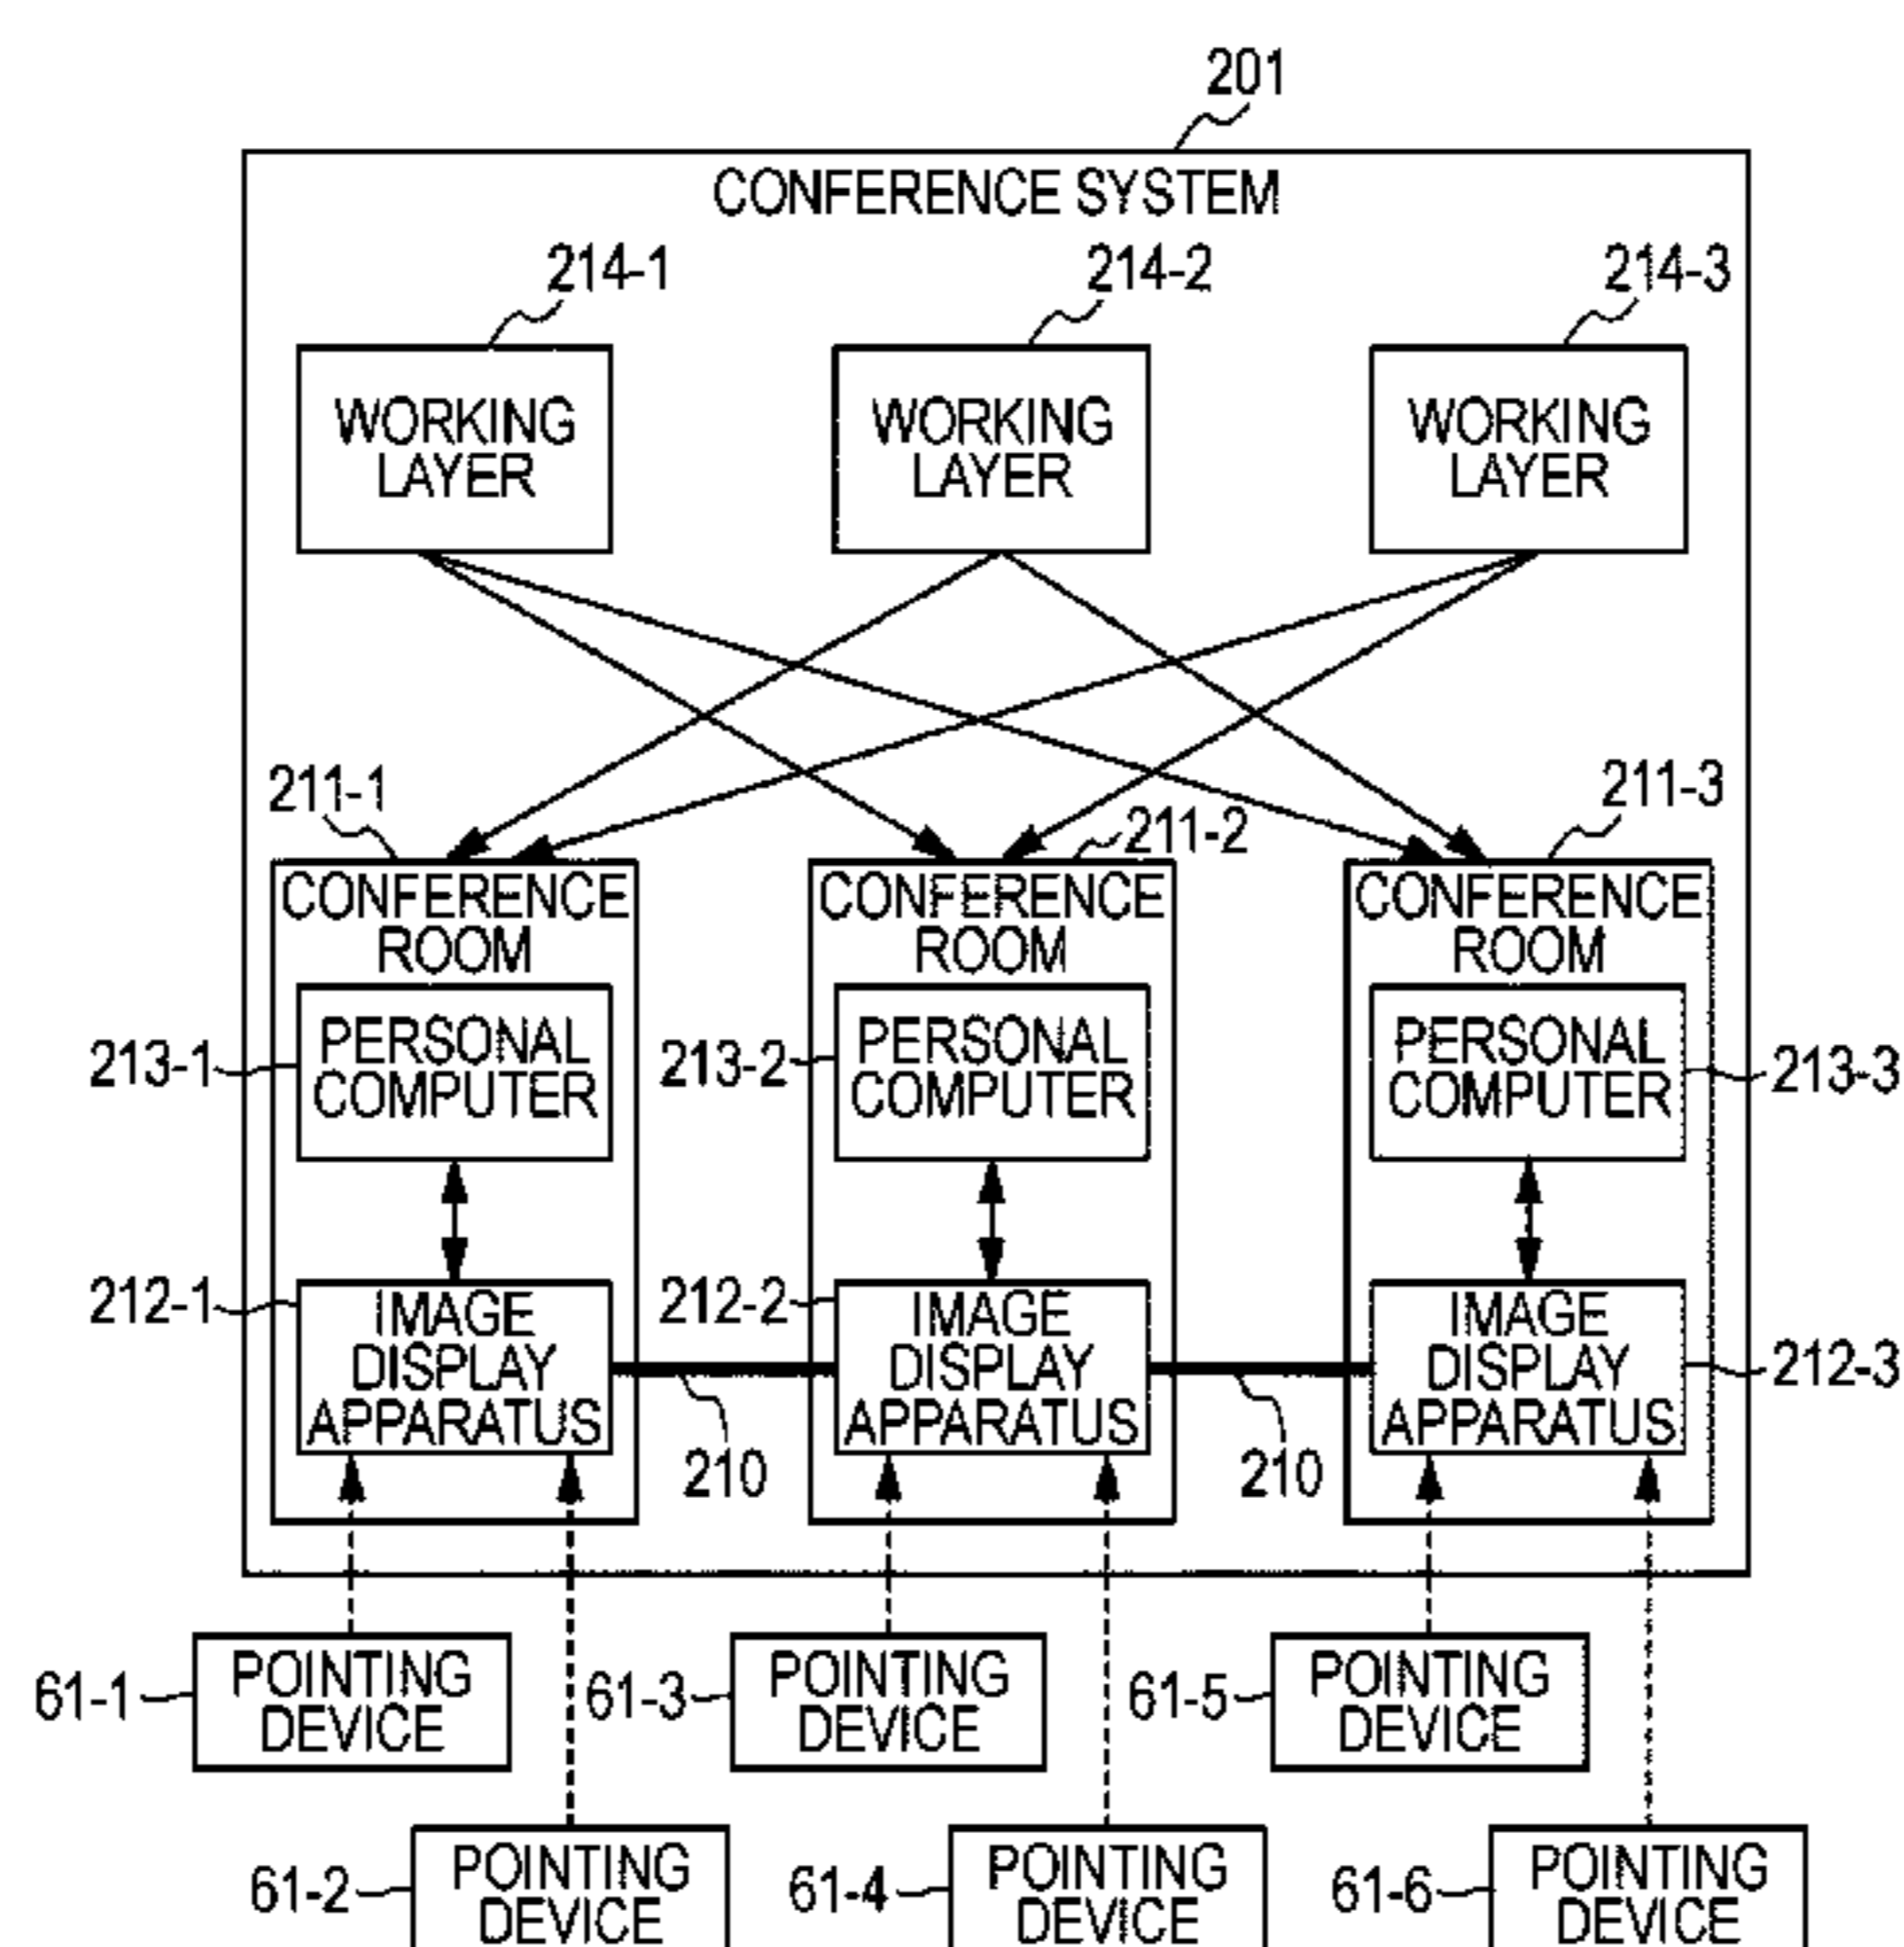 201
CONFERENCE SYSTEM
214-1
214-2
214-3
WORKING
LAYER
WORKING
LAYER
WORKING
LAYER
211-1
211-2
211-3
CONFERENCE
ROOM
CONFERENCE
ROOM
CONFERENCE
ROOM
213-1
PERSONAL
COMPUTER
213-2
PERSONAL
COMPUTER
PERSONAL
COMPUTER
213-3
212-1
IMAGE
DISPLAY
APPARATUS
212-2
IMAGE
DISPLAY
APPARATUS
IMAGE
DISPLAY
APPARATUS
212-3
210
210
61-1
POINTING
DEVICE
61-3
POINTING
DEVICE
61-5
POINTING
DEVICE
61-2
POINTING
DEVICE
61-4
POINTING
DEVICE
61-6
POINTING
DEVICE